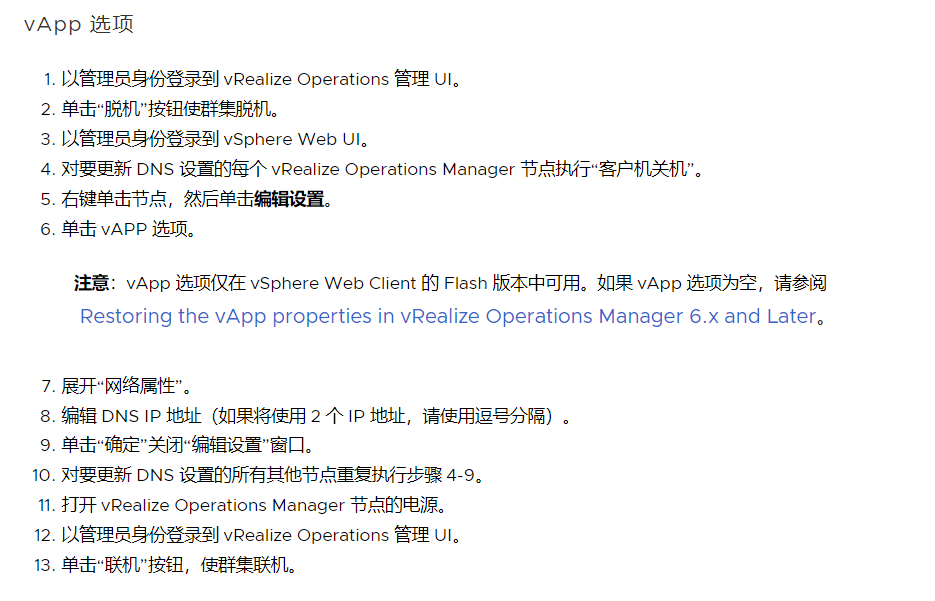 vApp 选项
1. 以管理员身份登录到 vRealize Operations 管理 UI。
2. 单击“脱机”按钮使群集脱机。
3. 以管理员身份登录到 vSphere Web UI。
4. 对要更新 DNS 设置的每个 vRealize Operations Manager 节点执行“客户机关机”。
5. 右键单击节点，然后单击编辑设置。
6. 单击 vAPP 选项。
注意：vApp 选项仅在 vSphere Web Client 的 Flash 版本中可用。如果 vApp 选项为空，请参阅
Restoring the vApp properties in vRealize Operations Manager 6.x and Later。
7. 展开“网络属性”。
8. 编辑 DNS IP 地址（如果将使用 2 个 IP 地址，请使用逗号分隔）。
9. 单击“确定”关闭“编辑设置”窗口。
10. 对要更新 DNS 设置的所有其他节点重复执行步骤 4-9。
11. 打开 vRealize Operations Manager 节点的电源。
12. 以管理员身份登录到 vRealize Operations 管理 UI。
13. 单击“联机”按钮，使群集联机。